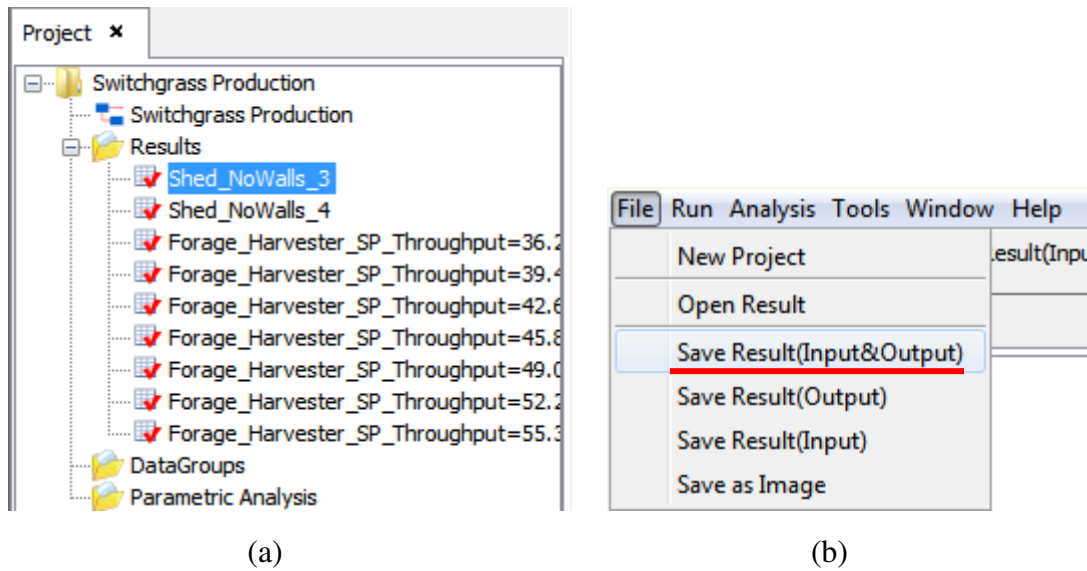 Project ×
Switchgrass Production
Switchgrass Production
Results
Shed_NoWalls_3
Shed_NoWalls_4
Forage_Harvester_SP_Throughput=36.2
Forage_Harvester_SP_Throughput=39.4
Forage_Harvester_SP_Throughput=42.6
Forage_Harvester_SP_Throughput=45.8
Forage_Harvester_SP_Throughput=49.0
Forage_Harvester_SP_Throughput=52.2
Forage_Harvester_SP_Throughput=55.3
DataGroups
Parametric Analysis
(a)
File Run Analysis Tools Window Help
New Project
esult(Inpu
Open Result
Save Result(Input&Output)
Save Result(Output)
Save Result(Input)
Save as Image
(b)